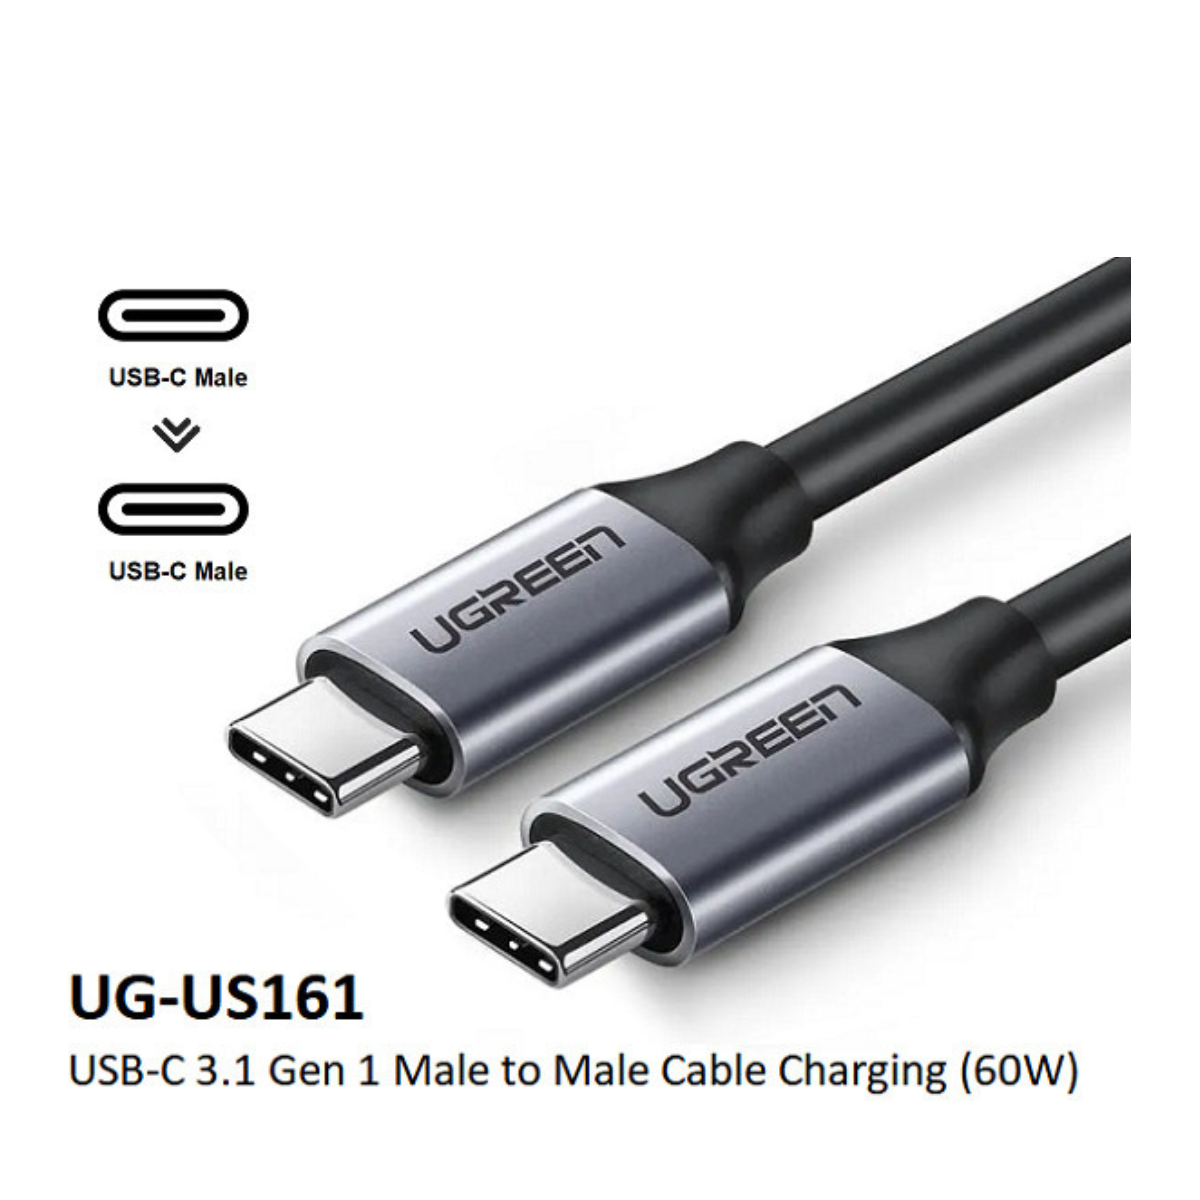 USB-C Male
USB-C Male
UGREEN
UGREEN
UG-US161
USB-C 3.1 Gen 1 Male to Male Cable Charging (60W)